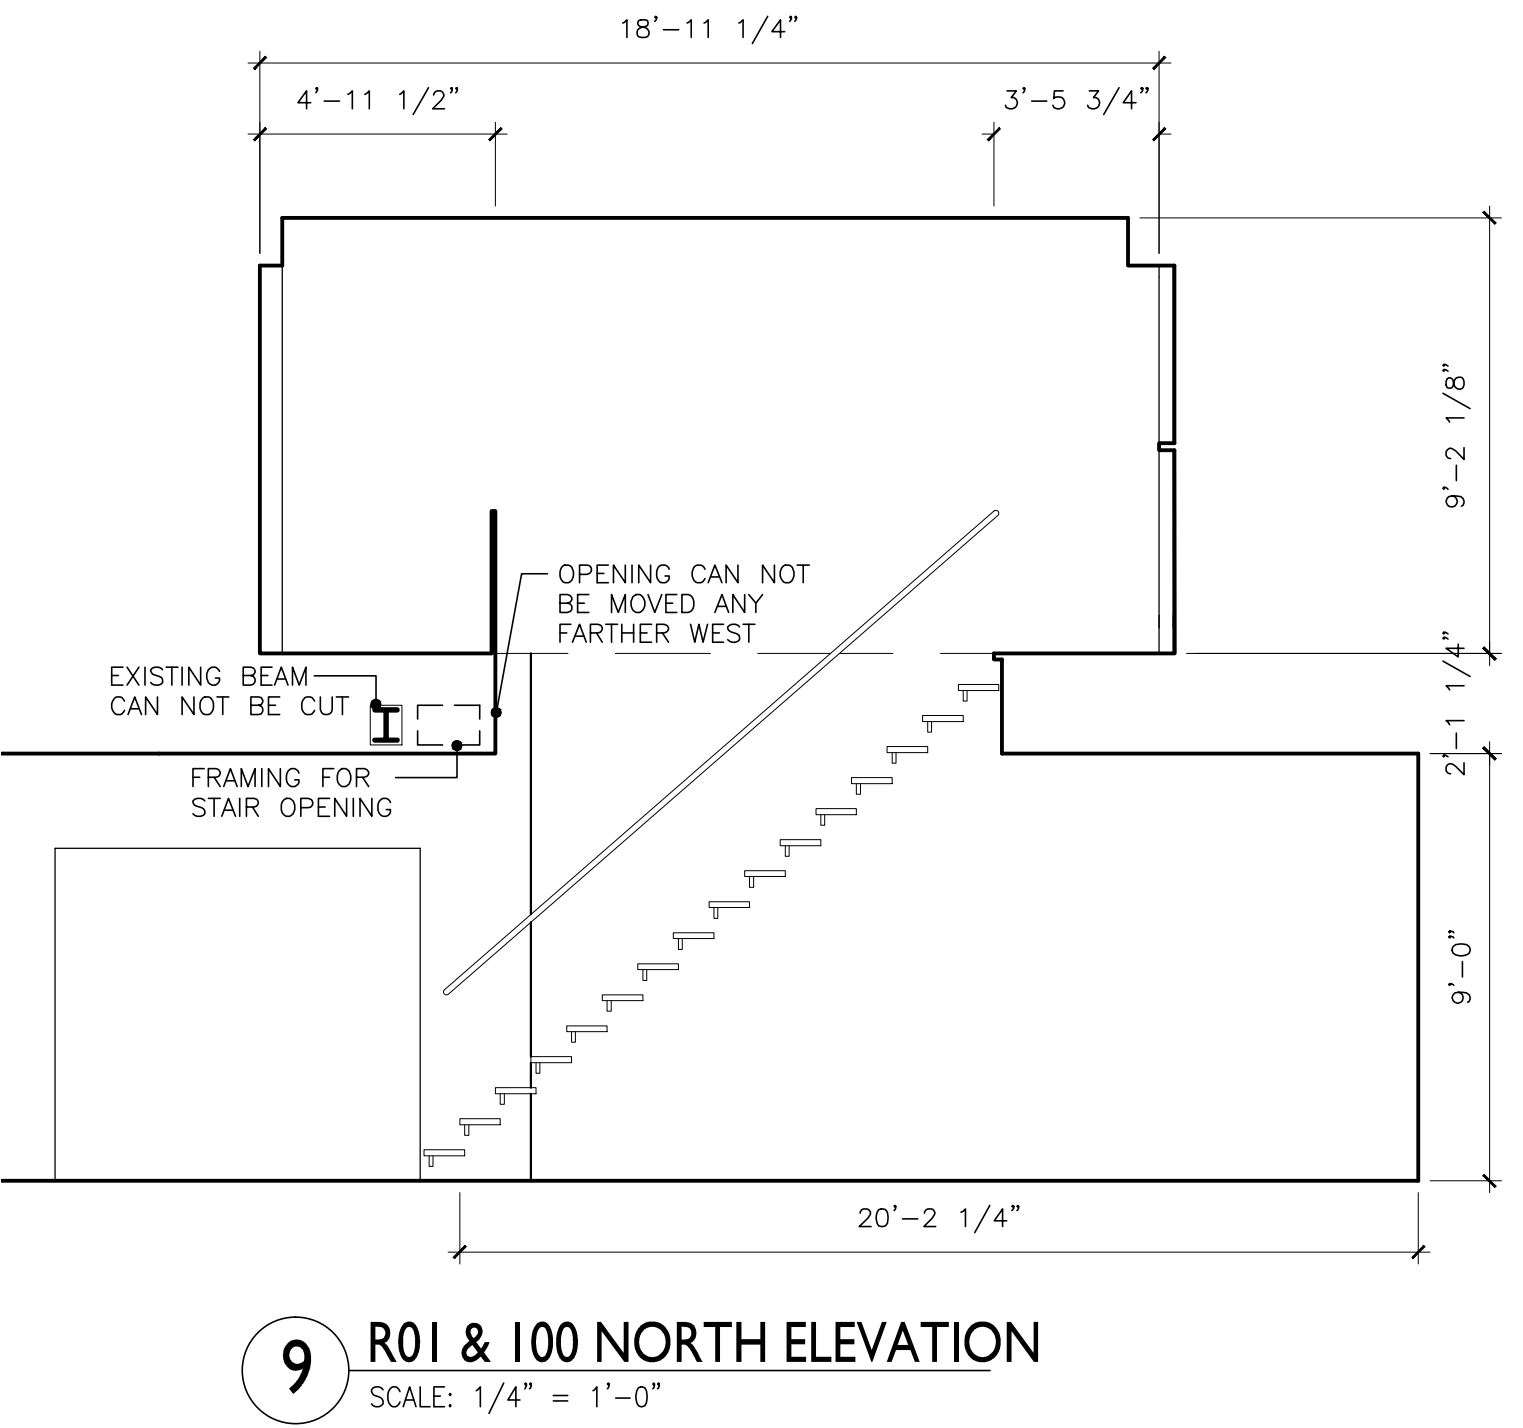 18'-11 1/4"
4'-11 1/2"
3'-5 3/4"
9'-2 1/8"
OPENING CAN NOT
BE MOVED ANY
FARTHER WEST
EXISTING BEAM
CAN NOT BE CUT
2'-1 1/4"
FRAMING FOR
STAIR OPENING
9'-0"
20'-2 1/4"
9
R01 & 100 NORTH ELEVATION
SCALE: 1/4" = 1'-0"